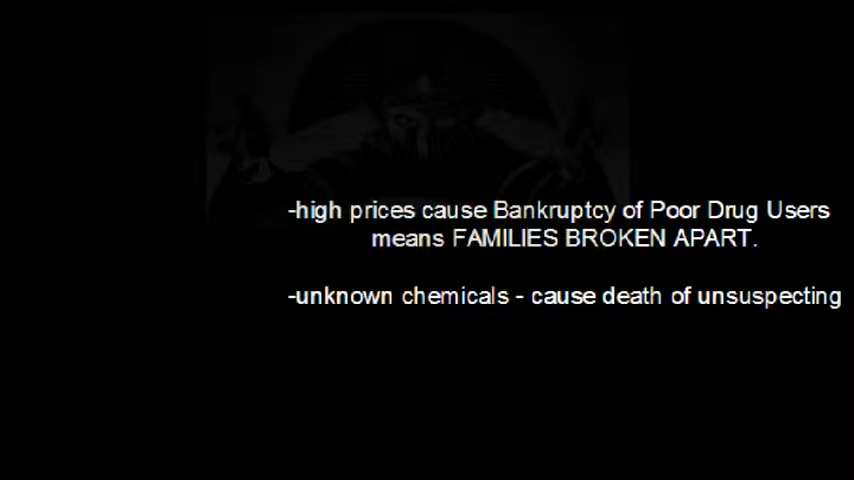 -high prices cause Bankruptcy of Poor Drug Users
means FAMILIES BROKEN APART.
-unknown chemicals - cause death of unsuspecting